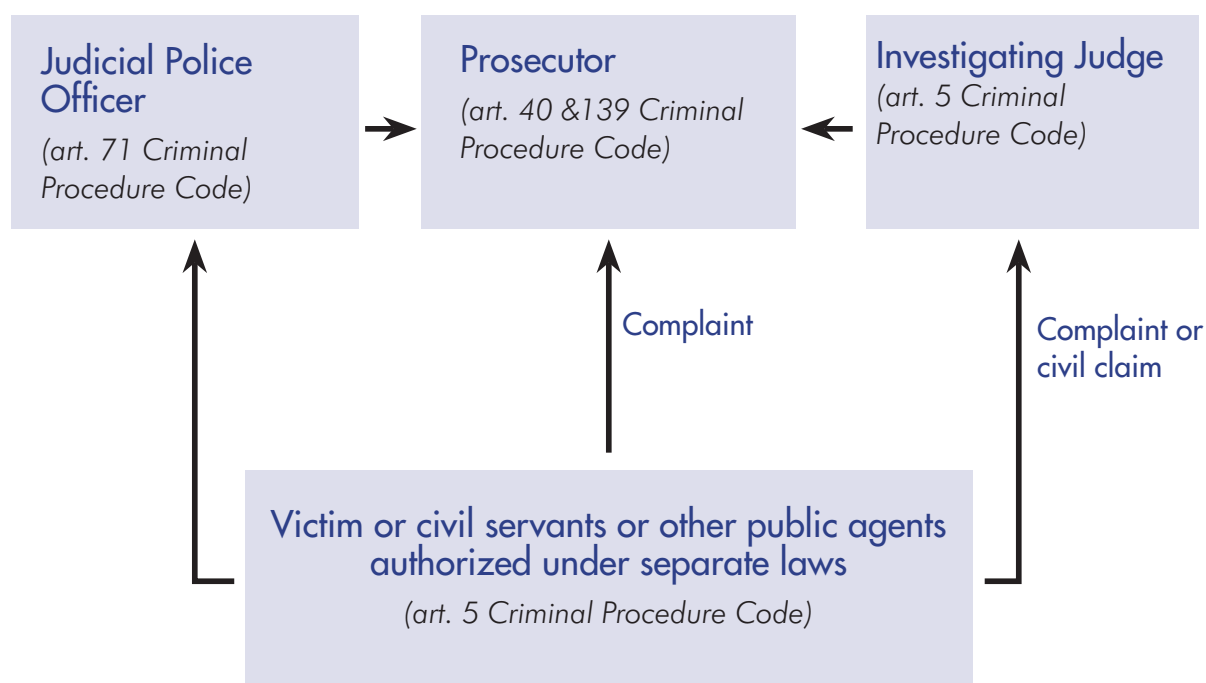 Judicial Police
Officer
(art. 71 Criminal
Procedure Code)
Prosecutor
(art. 40 &139 Criminal
Procedure Code)
Investigating Judge
(art. 5 Criminal
Procedure Code)
Complaint
Complaint or
civil claim
Victim or civil servants or other public agents
authorized under separate laws
(art. 5 Criminal Procedure Code)